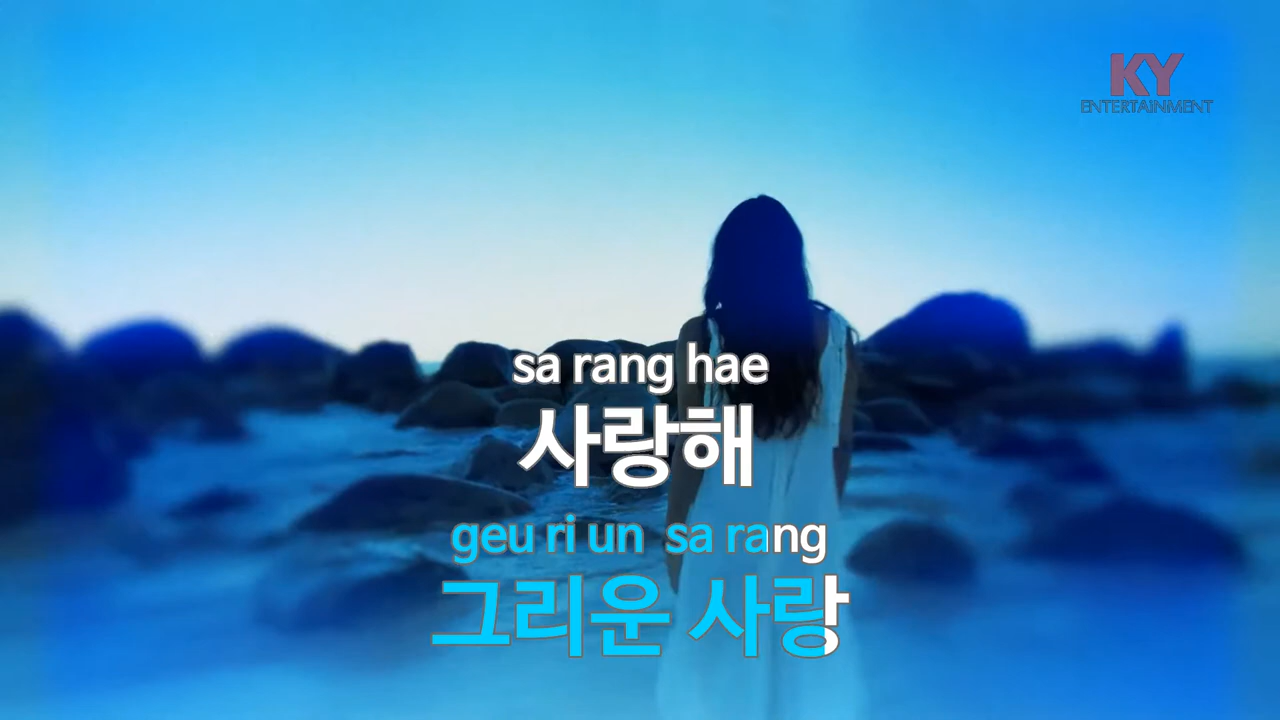 KY
ENTERTAINMENT
sa rang hae
사랑해
geu ri un sa rang
그리운 사랑